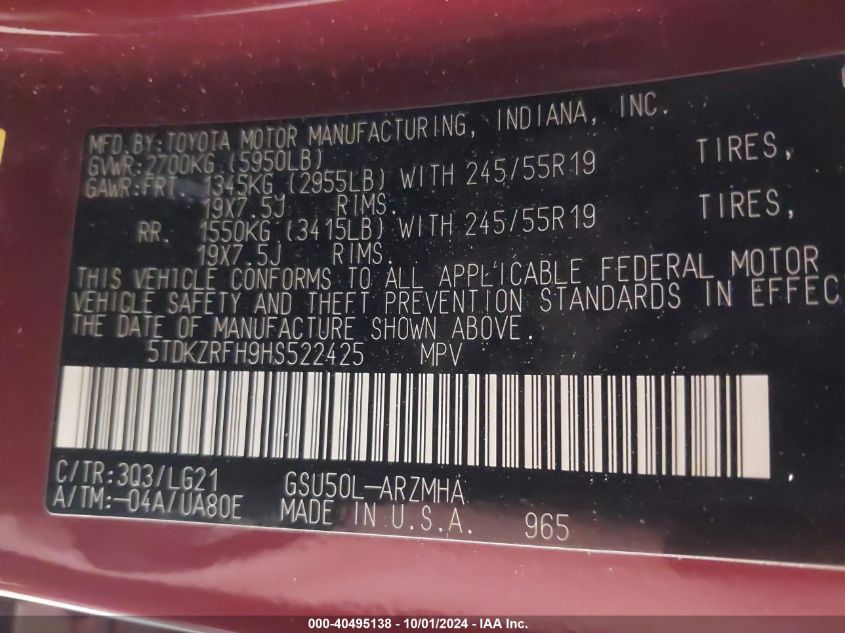 MFD. BY: TOYOTA MOTOR MANUFACTURING, INDIANA, INC.
GVWR: 2700KG (5950LB)
GAWR: FRT. 1345KG (2955LB) WITH 245/55R19 TIRES,
19X7.5J RIMS.
RR. 1550KG (3415LB) WITH 245/55R19 TIRES,
19X7.5J RIMS.
THIS VEHICLE CONFORMS TO ALL APPLICABLE FEDERAL MOTOR
VEHICLE SAFETY AND THEFT PREVENTION STANDARDS IN EFFEC
THE DATE OF MANUFACTURE SHOWN ABOVE.
5TDKZRFH9HS522425 MPV
C/TR: 3Q3/LG21 GSU50L-ARZMHA
A/TM: -04A/UA80E MADE IN U.S.A. 965
000-40495138 - 10/01/2024 - IAA Inc.